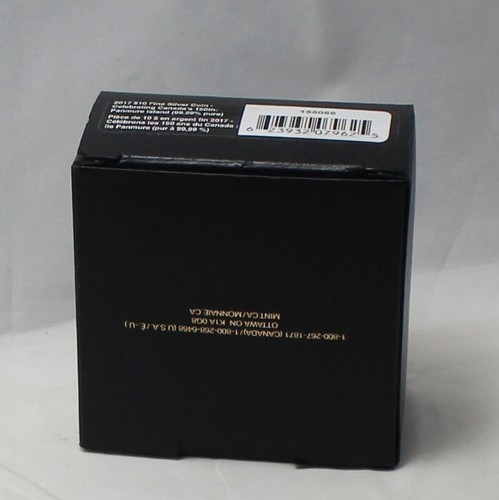 2017 $10 Fine Silver Coin -
Celebrating Canada's 150th:
Panmure Island (99.99% pure)
Pièce de 10 $ en argent fin 2017 -
Célébrons les 150 ans du Canada :
île Panmure (pur à 99,99 %)
156066
6 23932 07962 5
1-800-267-1871 (CANADA) / 1-800-268-6468 (U.S.A./É.-U.)
OTTAWA ON K1A 0G8
MINT.CA/MONNAIE.CA